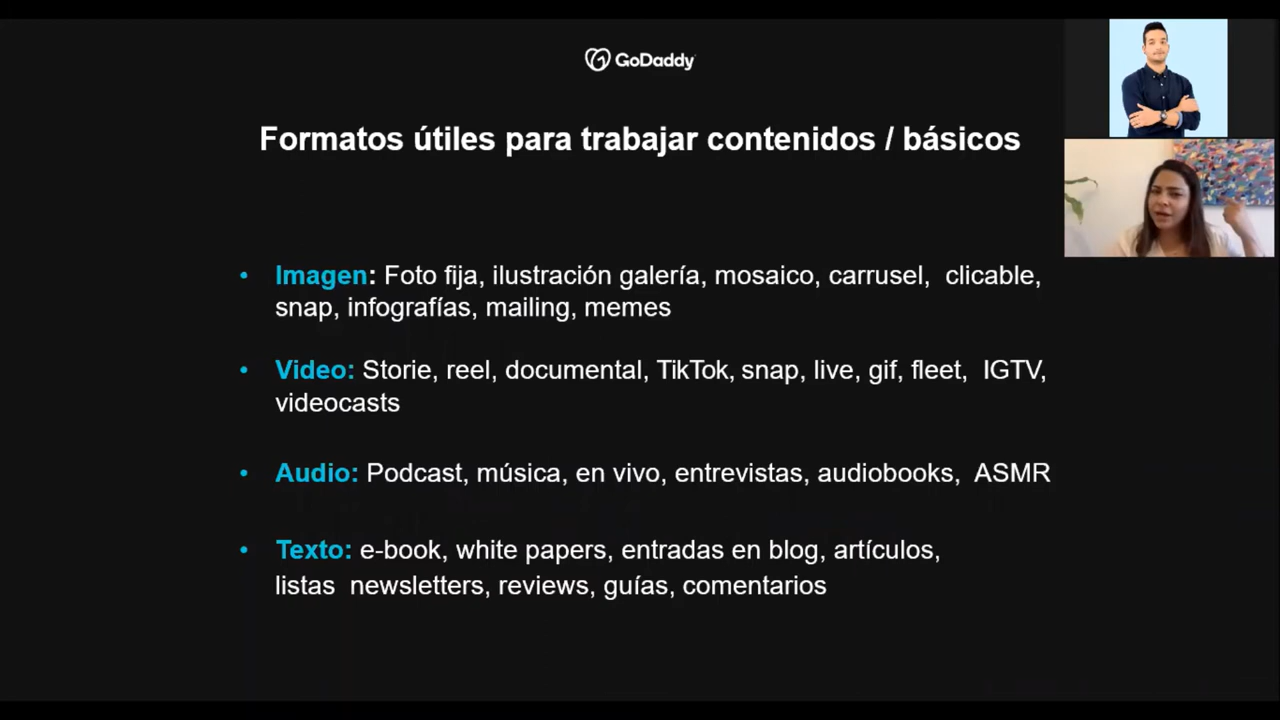 GoDaddy
Formatos útiles para trabajar contenidos / básicos
• Imagen: Foto fija, ilustración galería, mosaico, carrusel, clicable,
snap, infografías, mailing, memes
• Video: Storie, reel, documental, TikTok, snap, live, gif, fleet, IGTV,
videocasts
• Audio: Podcast, música, en vivo, entrevistas, audiobooks, ASMR
• Texto: e-book, white papers, entradas en blog, artículos,
listas newsletters, reviews, guías, comentarios